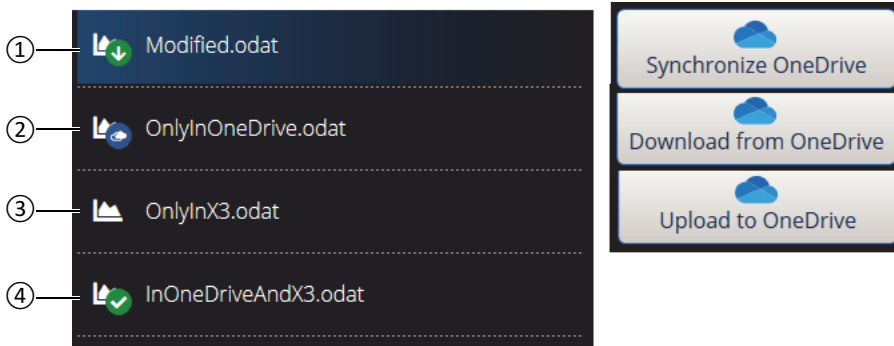 ① Modified.odat
② OnlyInOneDrive.odat
③ OnlyInX3.odat
④ InOneDriveAndX3.odat
Synchronize OneDrive
Download from OneDrive
Upload to OneDrive